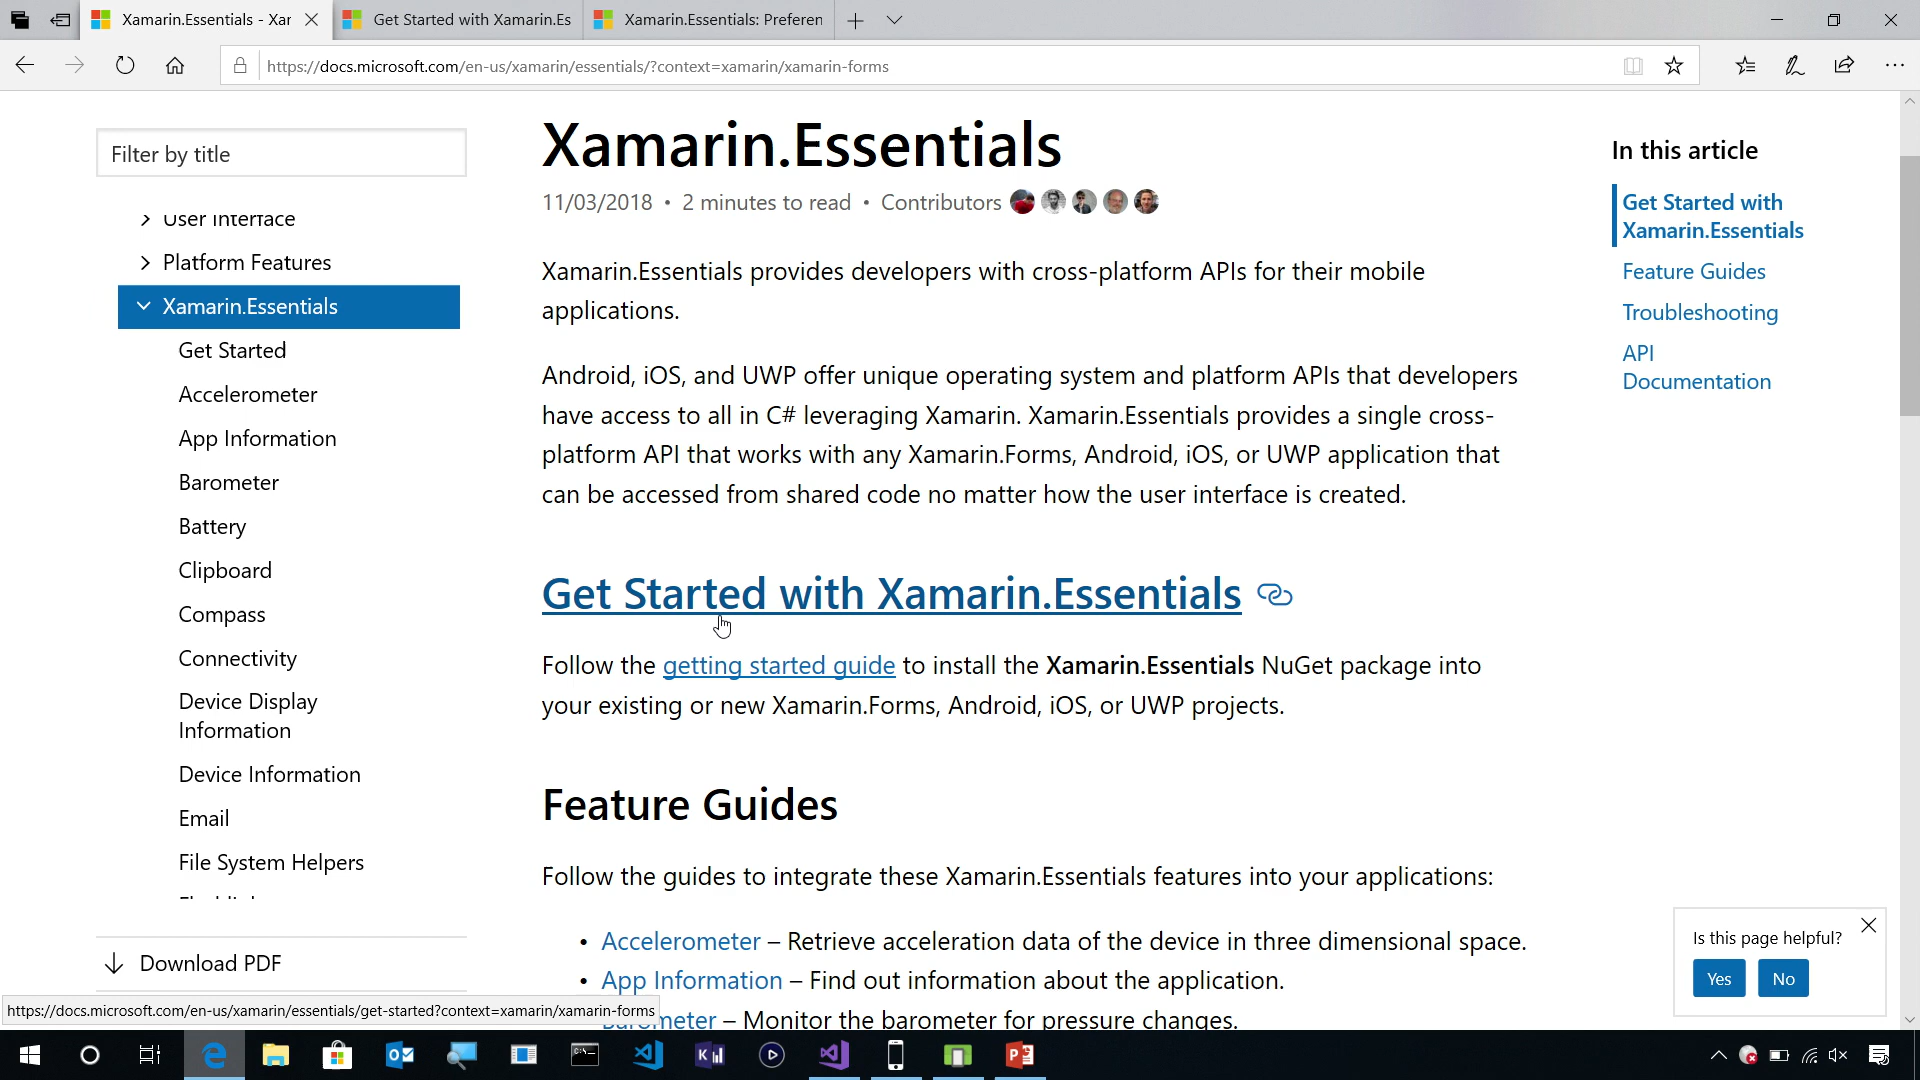 Xamarin.Essentials - Xar
Get Started with Xamarin.Es
Xamarin.Essentials: Preferen
https://docs.microsoft.com/en-us/xamarin/essentials/?context=xamarin/xamarin-forms
Filter by title
User Interface
Platform Features
Xamarin.Essentials
Get Started
Accelerometer
App Information
Barometer
Battery
Clipboard
Compass
Connectivity
Device Display
Information
Device Information
Email
File System Helpers
Download PDF
Xamarin.Essentials
11/03/2018 • 2 minutes to read • Contributors
Xamarin.Essentials provides developers with cross-platform APIs for their mobile
applications.
Android, iOS, and UWP offer unique operating system and platform APIs that developers
have access to all in C# leveraging Xamarin. Xamarin.Essentials provides a single cross-
platform API that works with any Xamarin.Forms, Android, iOS, or UWP application that
can be accessed from shared code no matter how the user interface is created.
Get Started with Xamarin.Essentials
Follow the getting started guide to install the Xamarin.Essentials NuGet package into
your existing or new Xamarin.Forms, Android, iOS, or UWP projects.
Feature Guides
Follow the guides to integrate these Xamarin.Essentials features into your applications:
• Accelerometer – Retrieve acceleration data of the device in three dimensional space.
• App Information – Find out information about the application.
Barometer – Monitor the barometer for pressure changes.
In this article
Get Started with
Xamarin.Essentials
Feature Guides
Troubleshooting
API
Documentation
Is this page helpful?
Yes
No
https://docs.microsoft.com/en-us/xamarin/essentials/get-started?context=xamarin/xamarin-forms